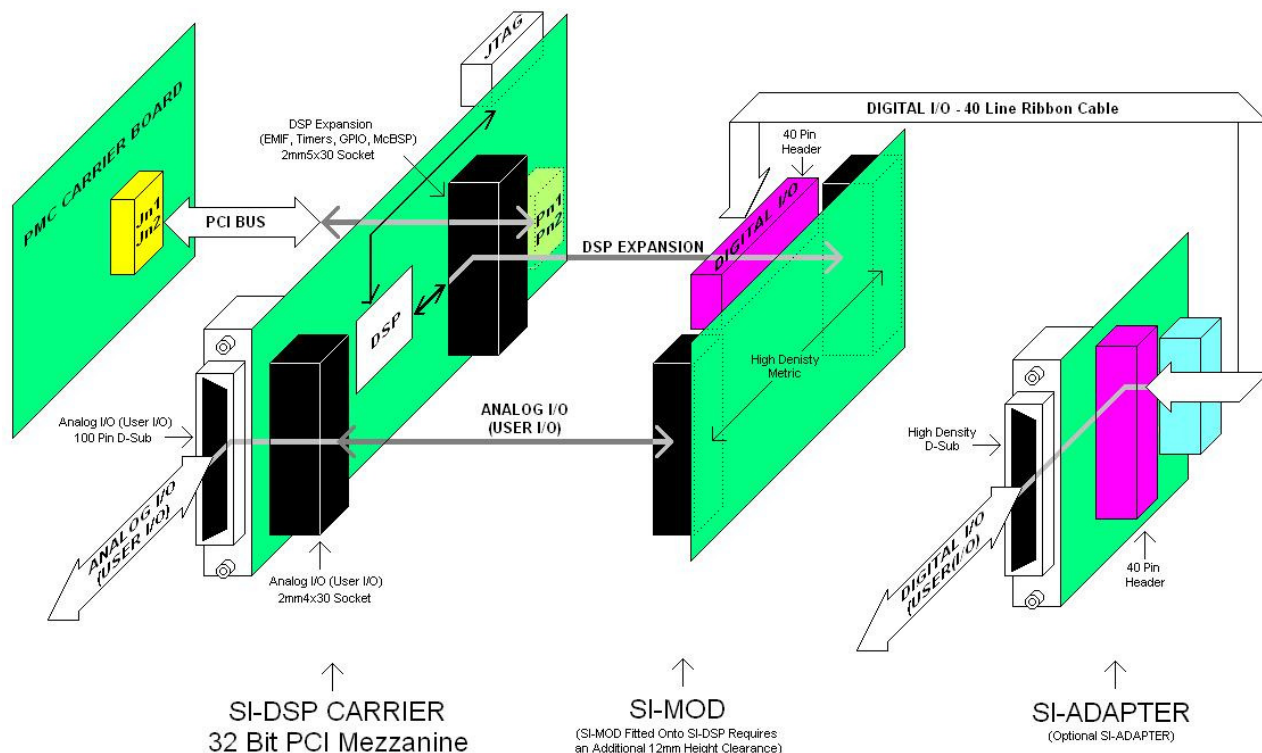 PMC CARRIER BOARD
Jn1
Jn2
PCI BUS
JTAG
DSP Expansion
(EMIF, Timers, GPIO, McBSP)
2mm5x30 Socket
Pn1
Pn2
DSP
Analog I/O (User I/O)
100 Pin D-Sub
ANALOG I/O
(USER I/O)
Analog I/O (User I/O)
2mm4x30 Socket
DSP EXPANSION
ANALOG I/O
(USER I/O)
DIGITAL I/O - 40 Line Ribbon Cable
40 Pin
Header
DIGITAL I/O
High Denisty
Metric
High Density
D-Sub
DIGITAL I/O
(USER(I/O)
40 Pin
Header
SI-DSP CARRIER
32 Bit PCI Mezzanine
SI-MOD
(SI-MOD Fitted Onto SI-DSP Requires
an Additional 12mm Height Clearance)
SI-ADAPTER
(Optional SI-ADAPTER)